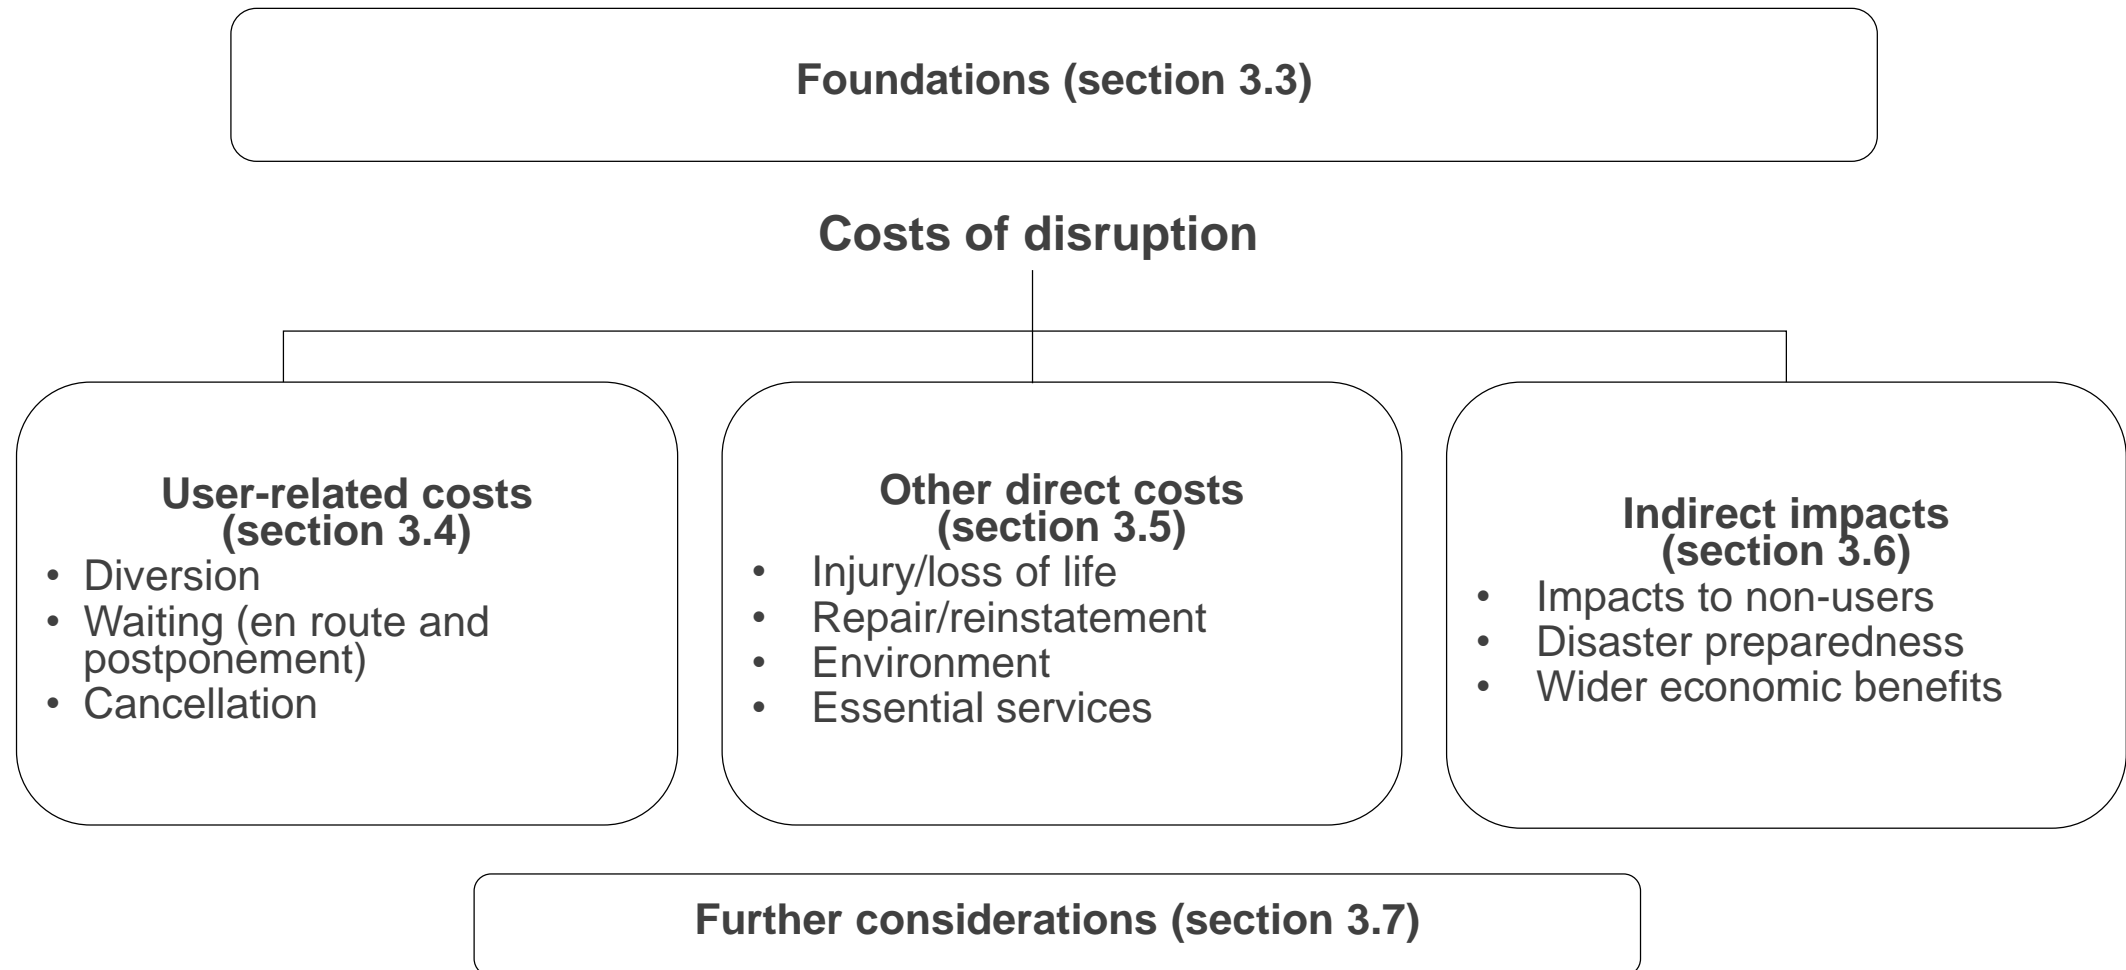 Foundations (section 3.3)
Costs of disruption
User-related costs
(section 3.4)
• Diversion
• Waiting (en route and
postponement)
• Cancellation
Other direct costs
(section 3.5)
• Injury/loss of life
• Repair/reinstatement
• Environment
• Essential services
Indirect impacts
(section 3.6)
• Impacts to non-users
• Disaster preparedness
• Wider economic benefits
Further considerations (section 3.7)